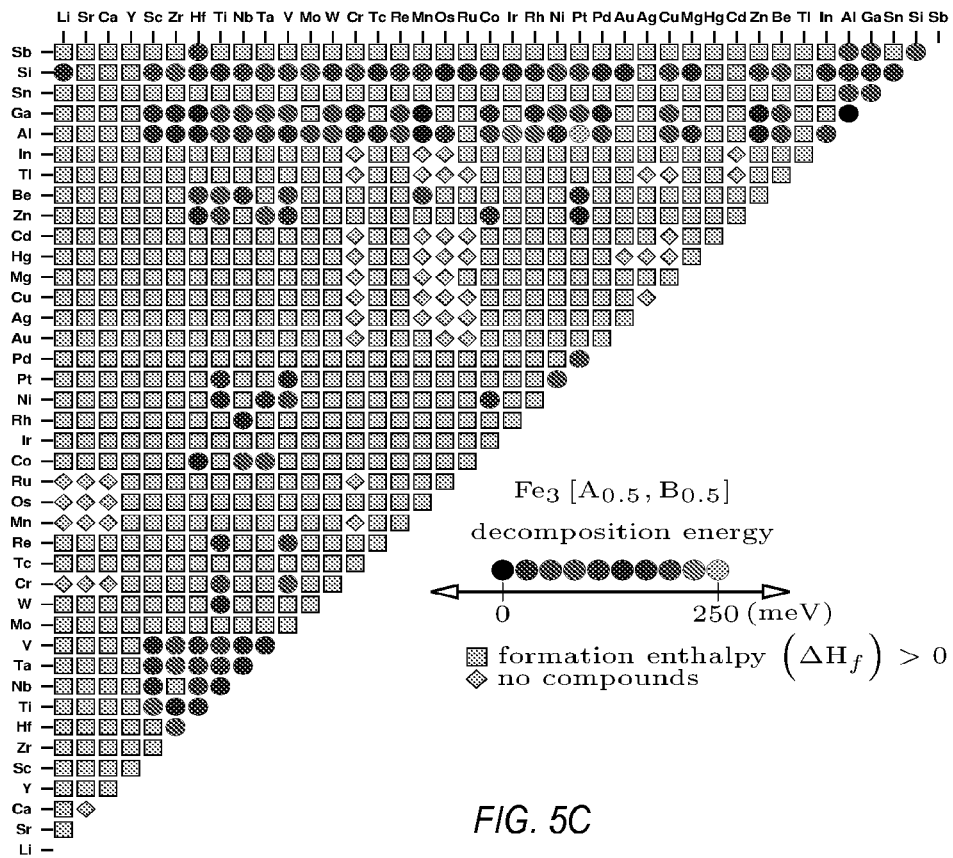 Li Sr Ca Y Sc Zr Hf Ti Nb Ta V Mo W Cr Tc Re Mn Os Ru Co Ir Rh Ni Pt Pd Au Ag Cu Mg Hg Cd Zn Be Tl In Al Ga Sn Si Sb
Sb
Si
Sn
Ga
Al
In
Tl
Be
Zn
Cd
Hg
Mg
Cu
Ag
Au
Pd
Pt
Ni
Rh
Ir
Co
Ru
Os
Mn
Re
Tc
Cr
W
Mo
V
Ta
Nb
Ti
Hf
Zr
Sc
Y
Ca
Sr
Li
Fe₃ [A₀.₅, B₀.₅]
decomposition energy
0 250 (meV)
formation enthalpy (ΔH_f) > 0
no compounds
FIG. 5C